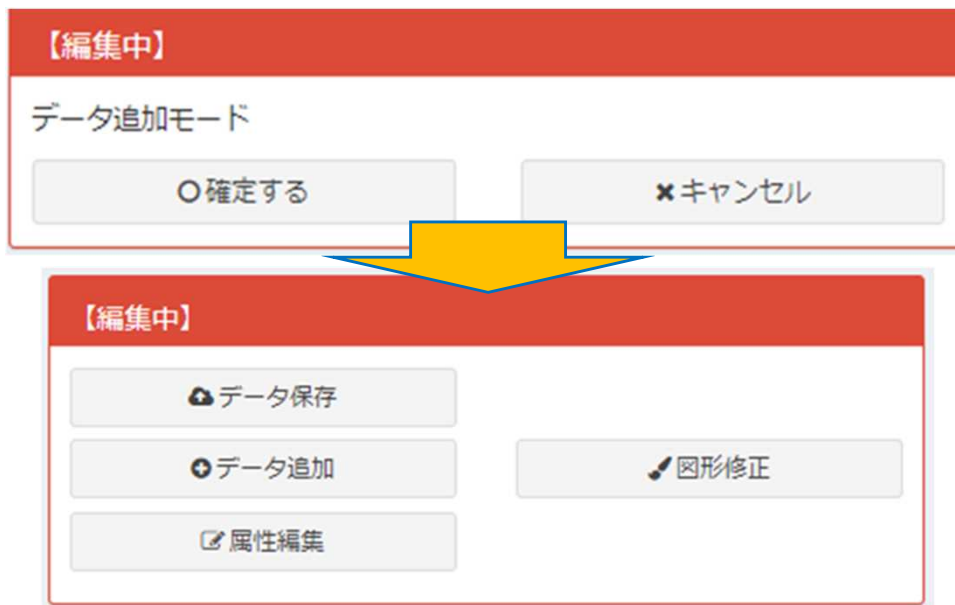 【編集中】
データ追加モード
確定する
キャンセル
【編集中】
データ保存
データ追加
図形修正
属性編集